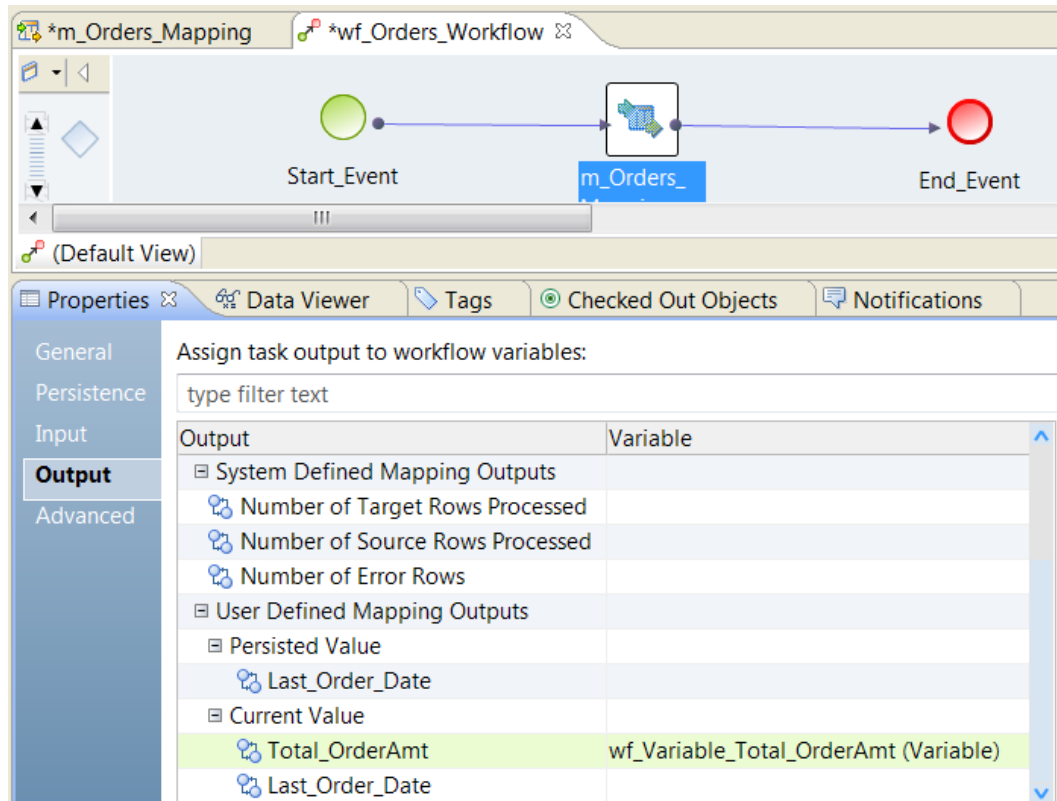 *m_Orders_Mapping
*wf_Orders_Workflow
Start_Event
m_Orders_
End_Event
(Default View)
Properties
Data Viewer
Tags
Checked Out Objects
Notifications
General
Persistence
Input
Output
Advanced
Assign task output to workflow variables:
type filter text
Output Variable
System Defined Mapping Outputs
Number of Target Rows Processed
Number of Source Rows Processed
Number of Error Rows
User Defined Mapping Outputs
Persisted Value
Last_Order_Date
Current Value
Total_OrderAmt wf_Variable_Total_OrderAmt (Variable)
Last_Order_Date